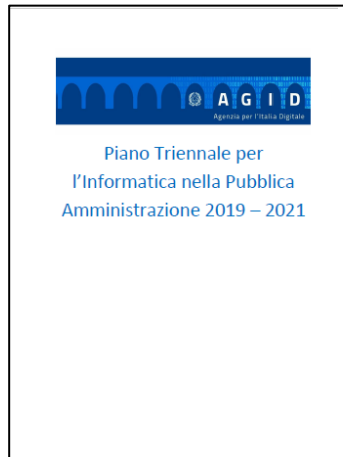 AGID
Agenzia per l'Italia Digitale
Piano Triennale per
l'Informatica nella Pubblica
Amministrazione 2019 – 2021